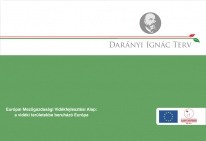 DARÁNYI IGNÁC TERV
Európai Mezőgazdasági Vidékfejlesztési Alap:
a vidéki területekbe beruházó Európa